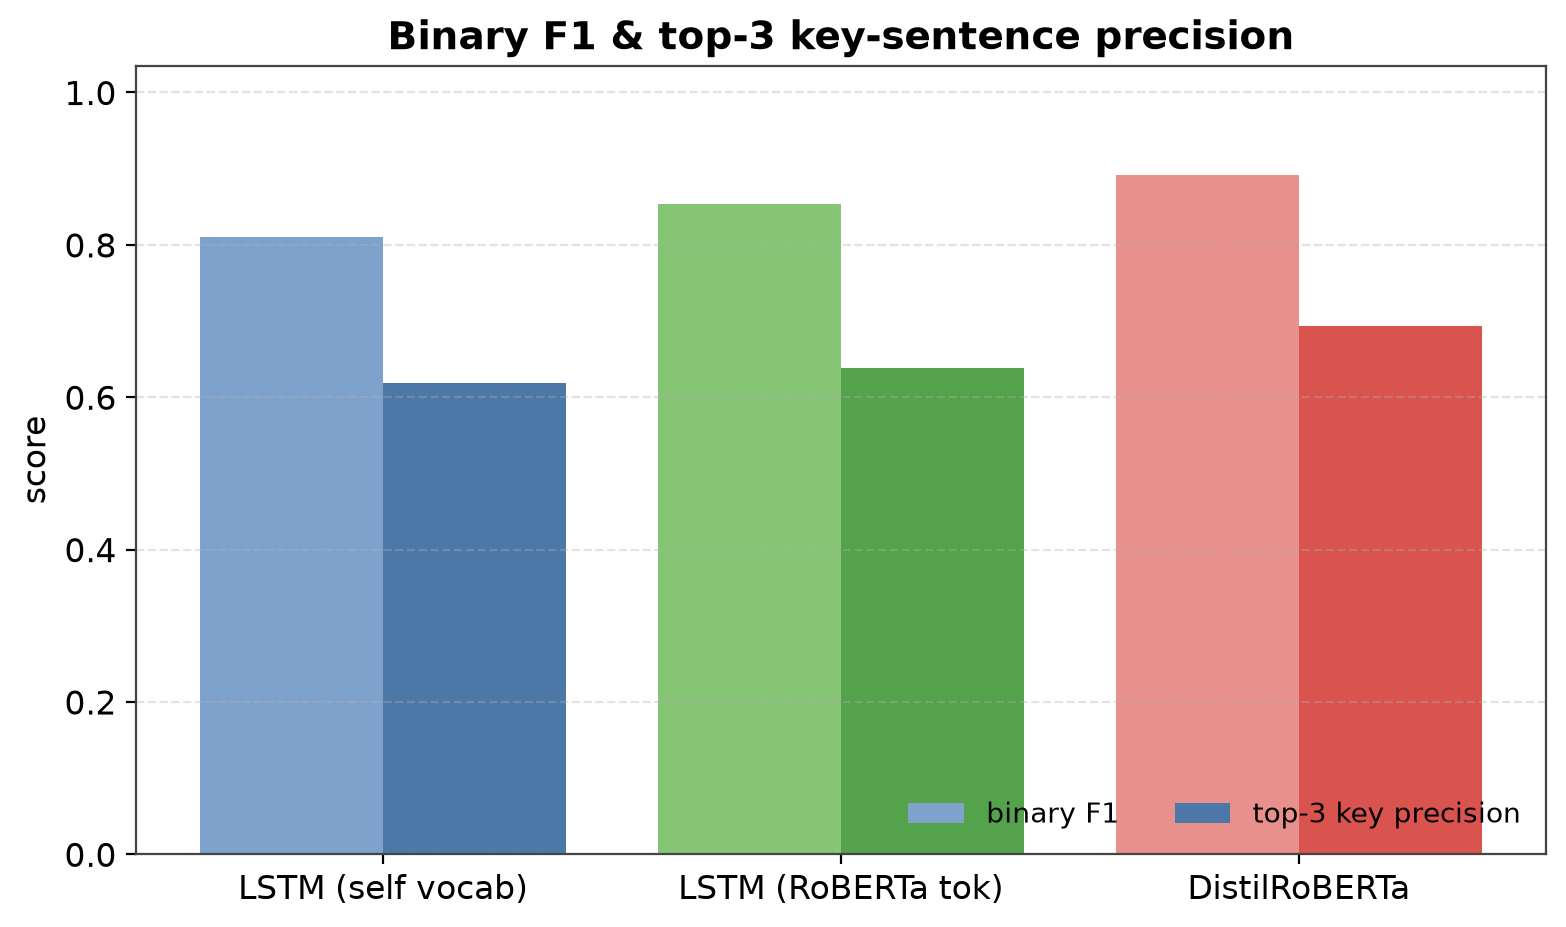 Binary F1 & top-3 key-sentence precision
1.0
0.8
0.6
0.4
0.2
0.0
score
binary F1
top-3 key precision
LSTM (self vocab)
LSTM (RoBERTa tok)
DistilRoBERTa